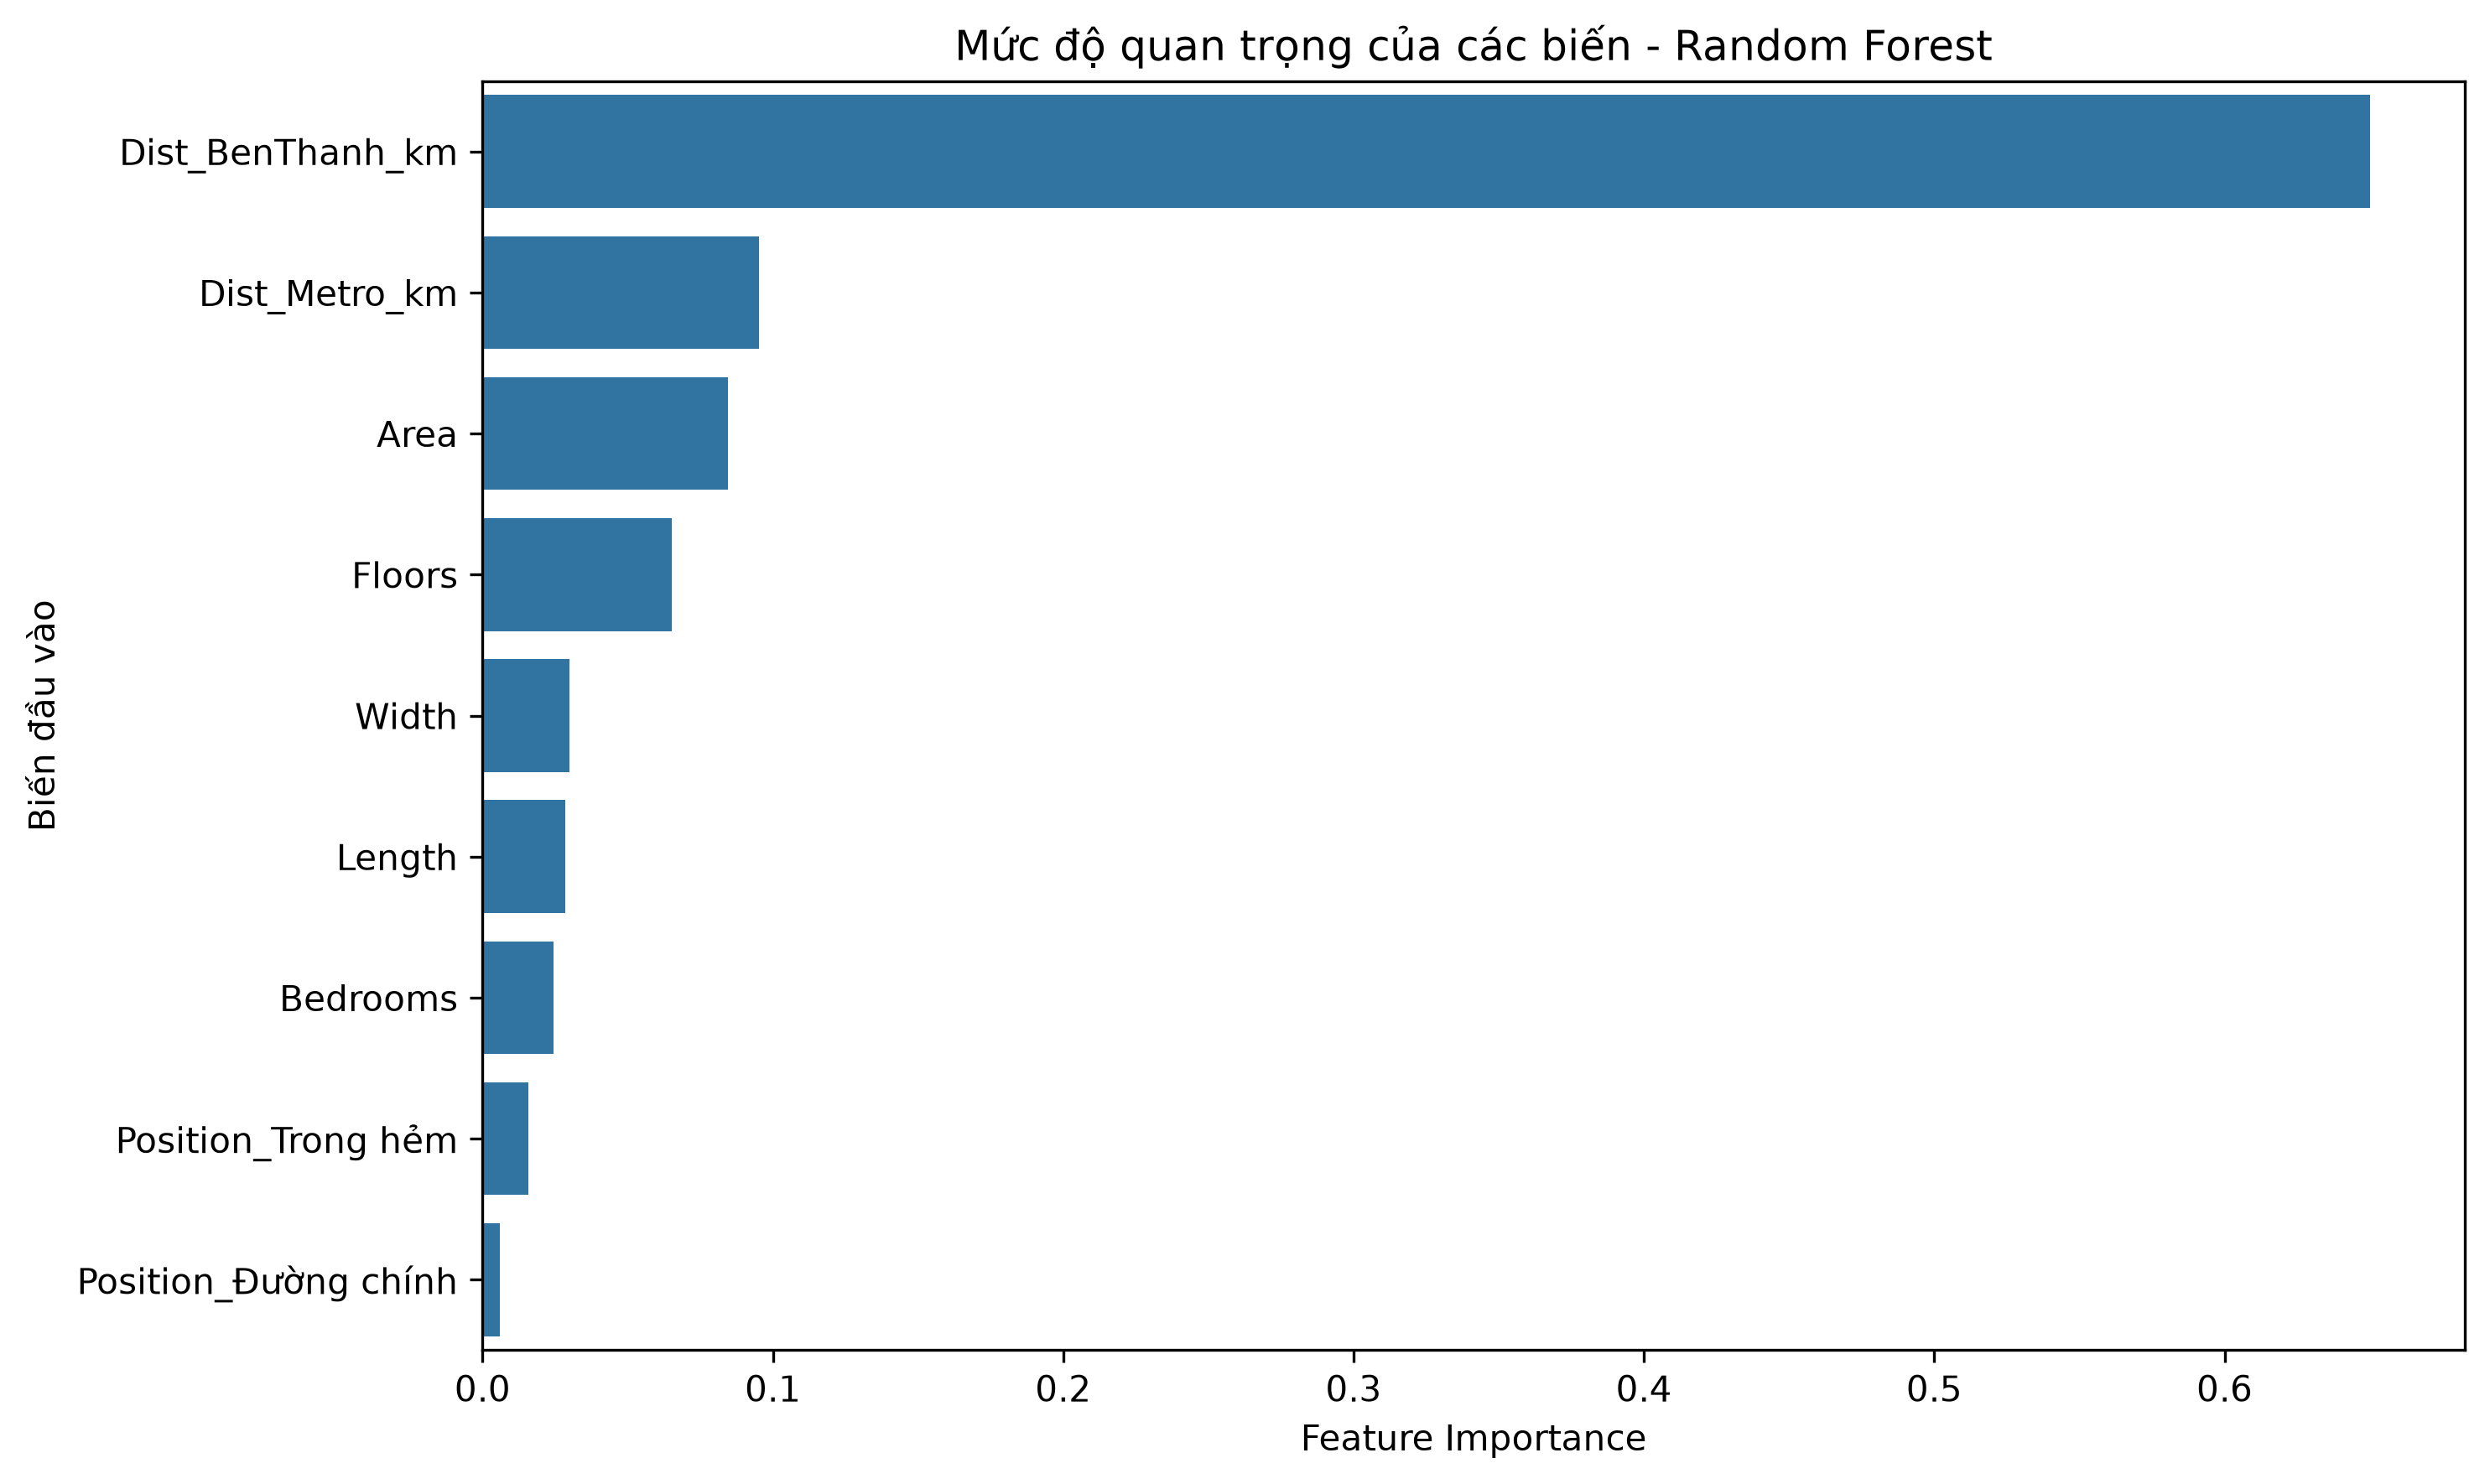 Mức độ quan trọng của các biến - Random Forest
Biến đầu vào
Dist_BenThanh_km
Dist_Metro_km
Area
Floors
Width
Length
Bedrooms
Position_Trong hẻm
Position_Đường chính
0.0 0.1 0.2 0.3 0.4 0.5 0.6
Feature Importance